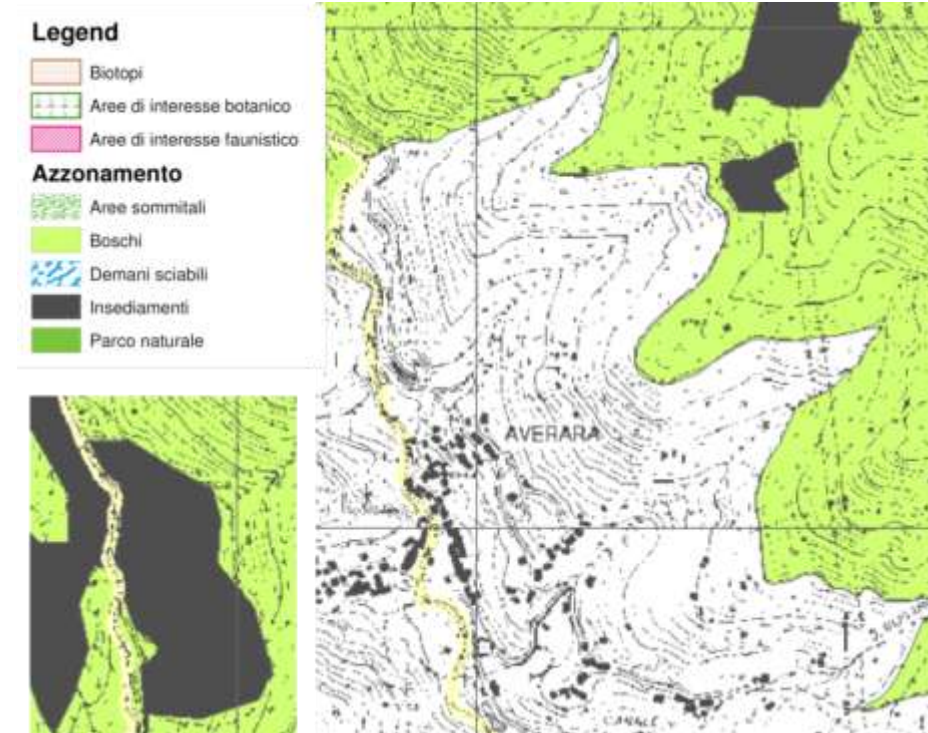 Legend
Biotopi
Aree di interesse botanico
Aree di interesse faunistico
Azzonamento
Aree sommitali
Boschi
Demani sciabili
Insediamenti
Parco naturale
AVERARA
CANALE